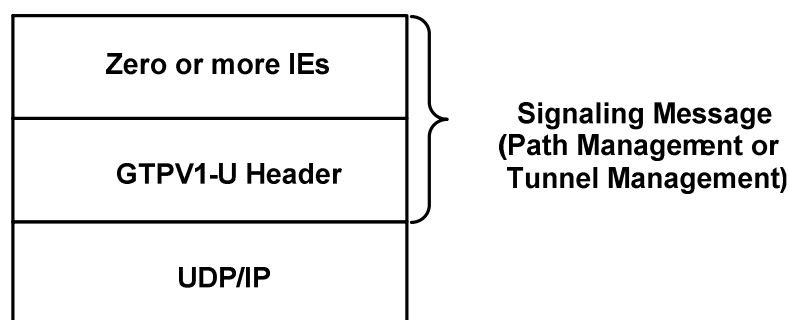 Zero or more IEs
GTPV1-U Header
UDP/IP
Signaling Message
(Path Management or
Tunnel Management)